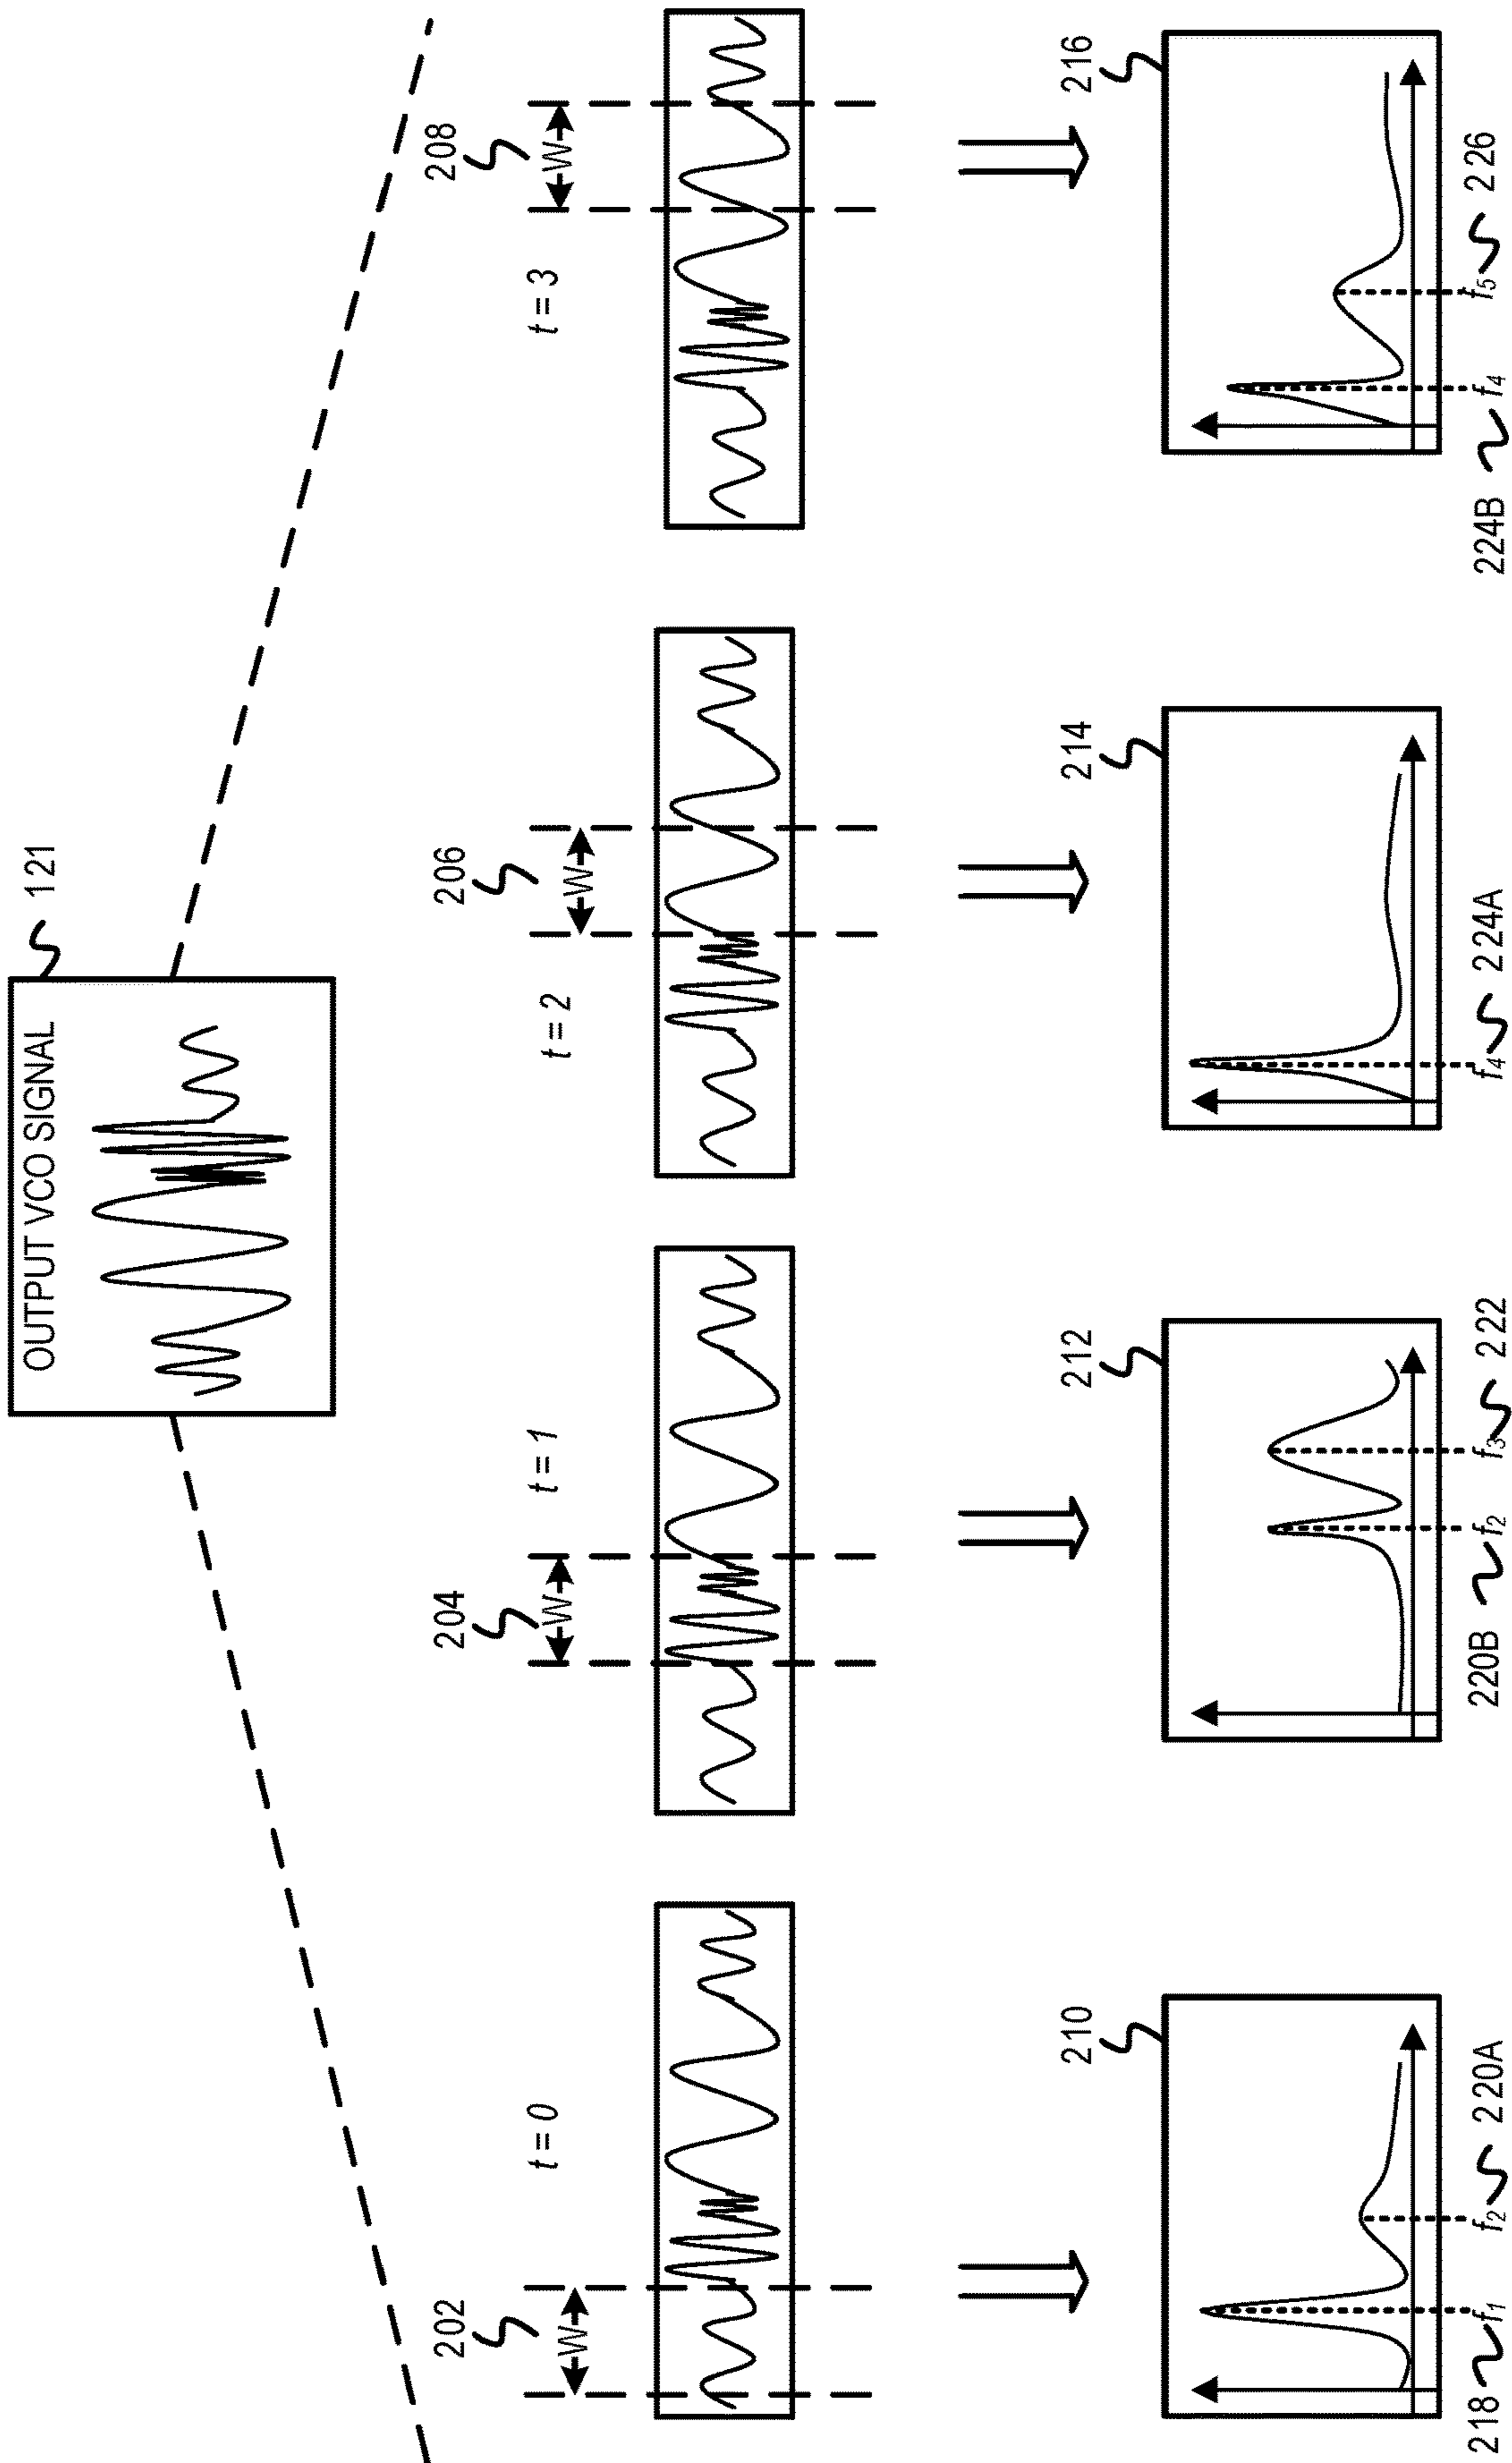 OUTPUT VCO SIGNAL
121
202
204
206
208
W
W
W
W
t = 0
t = 1
t = 2
t = 3
210
212
214
216
218 f1 f2 220A
220B f2 f3 222
f4 224A
224B f4 f5 226